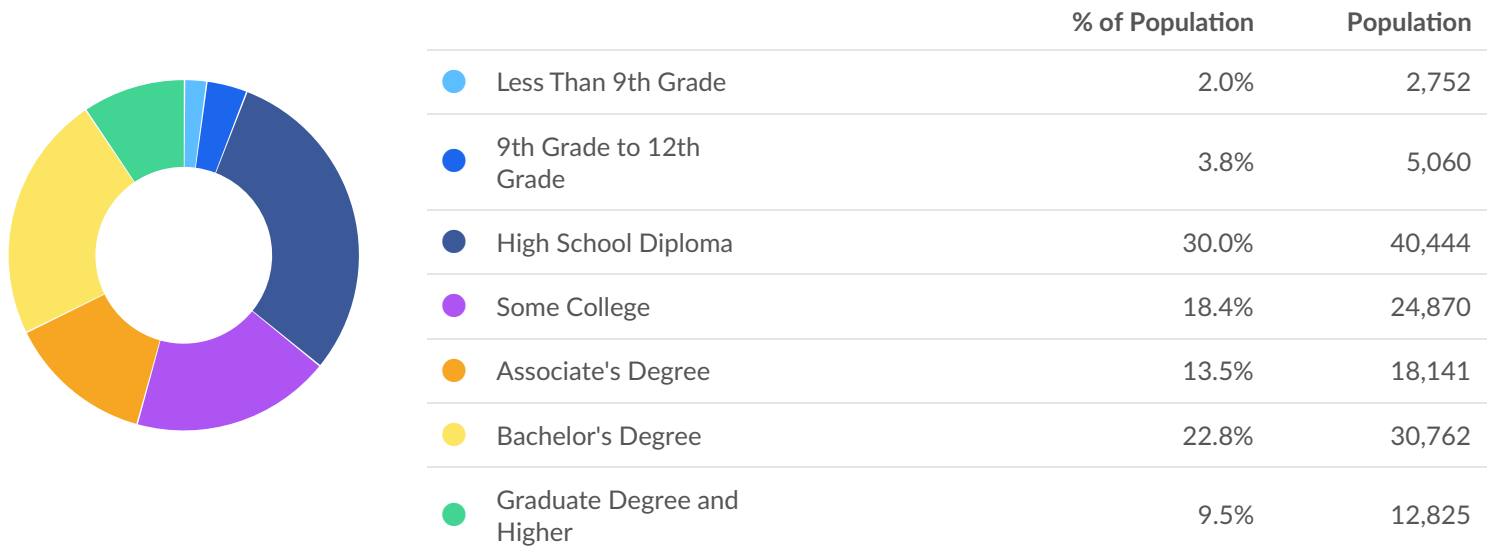 % of Population Population
Less Than 9th Grade 2.0% 2,752
9th Grade to 12th
Grade 3.8% 5,060
High School Diploma 30.0% 40,444
Some College 18.4% 24,870
Associate's Degree 13.5% 18,141
Bachelor's Degree 22.8% 30,762
Graduate Degree and
Higher 9.5% 12,825